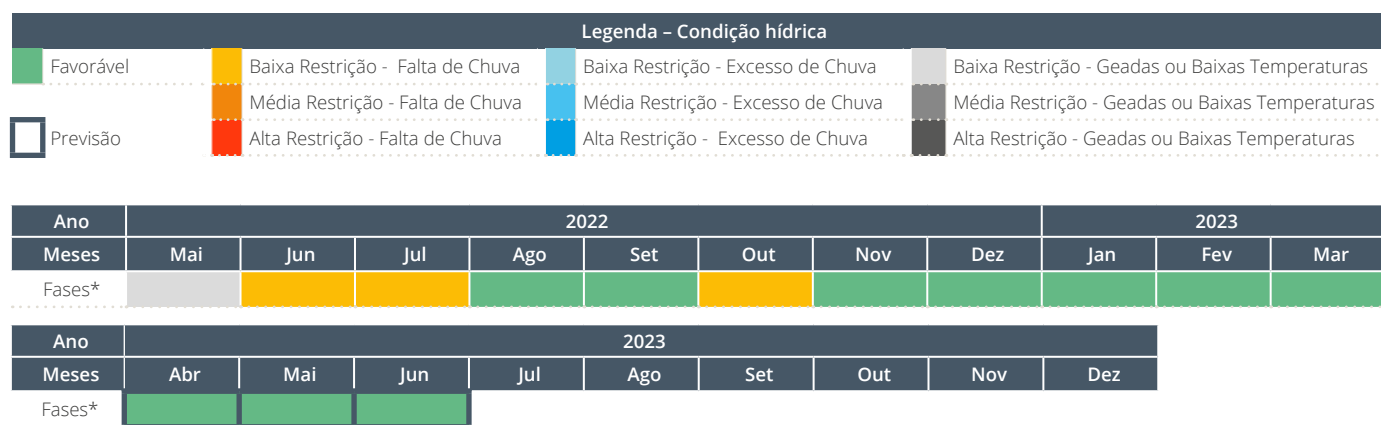 Legenda – Condição hídrica
Favorável Baixa Restrição - Falta de Chuva Baixa Restrição - Excesso de Chuva Baixa Restrição - Geadas ou Baixas Temperaturas
Média Restrição - Falta de Chuva Média Restrição - Excesso de Chuva Média Restrição - Geadas ou Baixas Temperaturas
Previsão Alta Restrição - Falta de Chuva Alta Restrição - Excesso de Chuva Alta Restrição - Geadas ou Baixas Temperaturas
Ano 2022 2023
Meses Mai Jun Jul Ago Set Out Nov Dez Jan Fev Mar
Fases*
Ano 2023
Meses Abr Mai Jun Jul Ago Set Out Nov Dez
Fases*